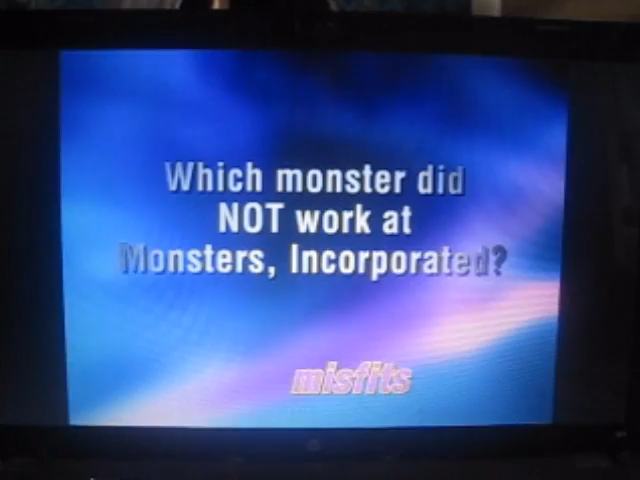 Which monster did
NOT work at
Monsters, Incorporated?
misfits